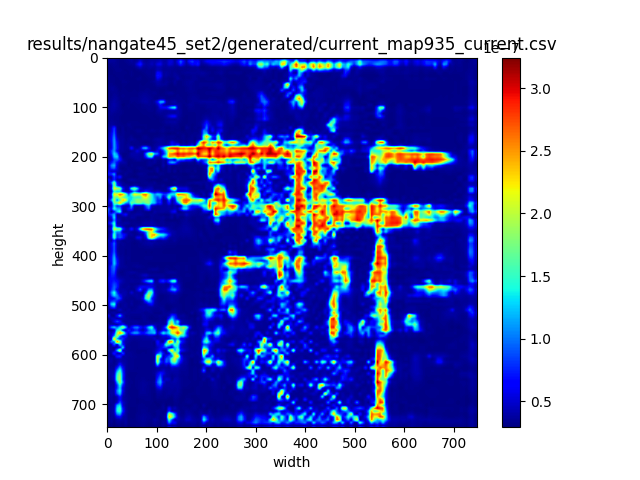 results/nangate45_set2/generated/current_map935_current.csv
1e−7
0
100
200
300
400
500
600
700
height
0 100 200 300 400 500 600 700
width
3.0
2.5
2.0
1.5
1.0
0.5